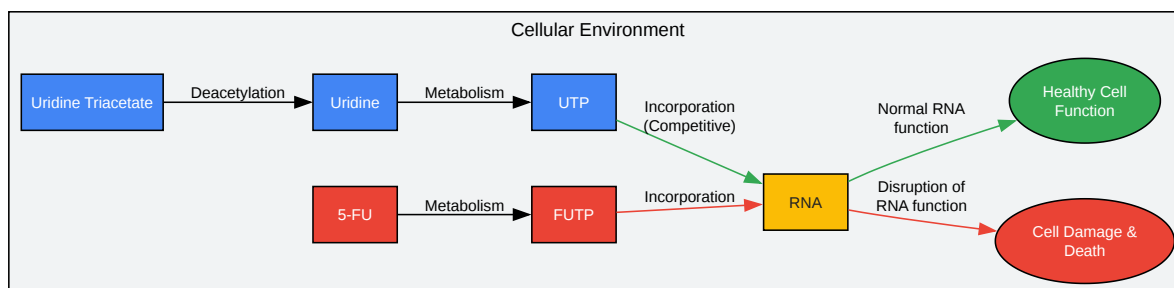 Cellular Environment
Uridine Triacetate
Deacetylation
Uridine
Metabolism
UTP
Incorporation
(Competitive)
Normal RNA
function
Healthy Cell
Function
5-FU
Metabolism
FUTP
Incorporation
RNA
Disruption of
RNA function
Cell Damage &
Death